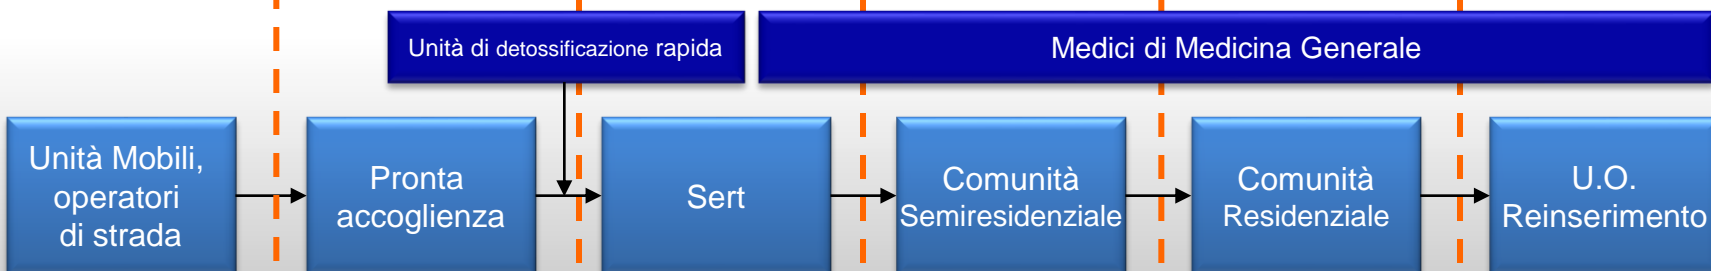 Unità di detossificazione rapida
Medici di Medicina Generale
Unità Mobili,
operatori
di strada
Pronta
accoglienza
Sert
Comunità
Semiresidenziale
Comunità
Residenziale
U.O.
Reinserimento